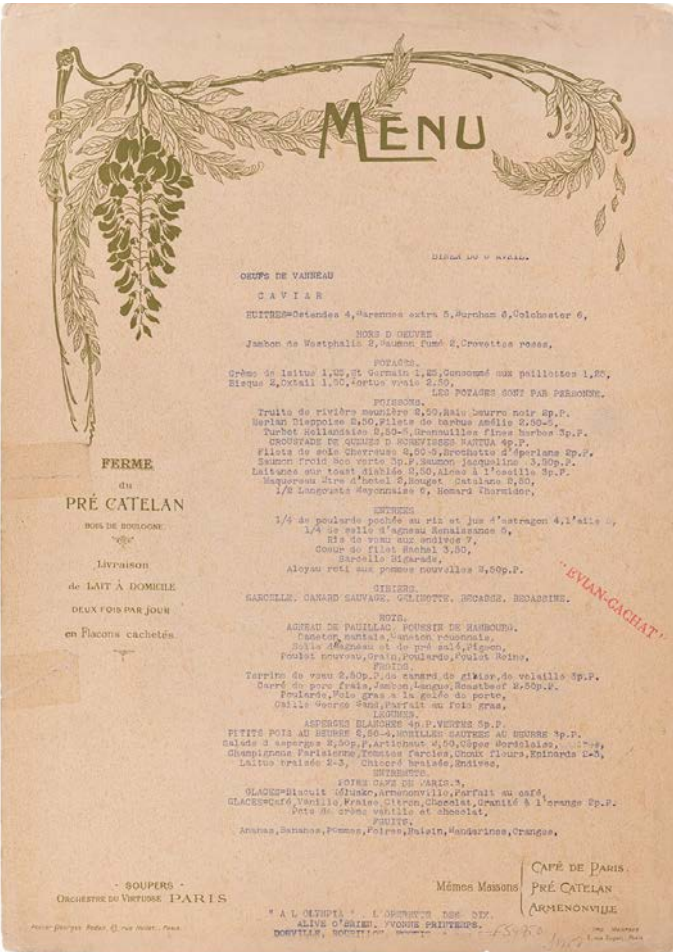 MENU
DINER DU 6 AVRIL.
OEUFS DE VANNEAU
CAVIAR
HUITRES=Ostendes 4,Marennes extra 5,Burnham 6,Colchester 6,
HORS D OEUVRE
Jambon de Westphalie 2,Saumon fumé 2,Crevettes roses,
POTAGES.
Crème de laitue 1,25,St Germain 1,25,Consommé aux paillettes 1,25,
Bisque 2,Oxtail 1,50,Tortue vraie 2.50,
LES POTAGES SONT PAR PERSONNE.
POISSONS.
Truite de rivière meunière 2,50,Raie beurre noir 2p.P.
Merlan Dieppoise 2,50,Filets de barbue Amélie 2,50-5,
Turbot Hollandaise 2,50-5,Grenouilles fines herbes 3p.P.
CROUSTADE DE QUEUES D ECREVISSES NANTUA 4p.P.
Filets de sole Chereuse 2,50-5,Brochette d'éperlans 2p.P.
Saumon froid Sce verte 3p.P.Saumon jacqueline 3,50p.P.
Laitance sur toast diablée 2,50,Alose à l'oseille 3p.P.
Maquereau Mtre d'hotel 2,Rouget Catalane 2,50,
1/2 Langouste Mayonnaise 6, Homard Thermidor,
ENTREES
1/4 de poularde pochée au riz et jus d'estragon 4,l'aile 5,
1/4 de selle d'agneau Renaissance 6,
Ris de veau aux endives 7,
Coeur de filet Rachel 3,50,
Sarcelle Bigarade,
Aloyau roti aux pommes nouvelles 2,50p.P.
GIBIERS.
SARCELLE. CANARD SAUVAGE. GELINOTTE. BECASSE. BECASSINE.
ROTS.
AGNEAU DE PAUILLAC. POUSSIN DE HAMBOURG.
Caneton nantais,Caneton rouennais,
Selle d'agneau et de pré salé,Pigeon,
Poulet nouveau,Grain,Poularde,Poulet Reine,
FROIDS.
Terrine de veau 2,50p.P.de canard,de gibier,de volaille 3p.P.
Carré de porc frais,Jambon,Langue,Roastbeef 2,50p.P.
Poularde,Foie gras a la gelée de porto,
Caille George Sand,Parfait au foie gras,
LEGUMES.
ASPERGES BLANCHES 4p.P.VERTES 5p.P.
PITITS POIS AU BEURRE 2,50-4,MORILLES SAUTEES AU BEURRE 3p.P.
Salade d asperges 2,50p.P,Artichaut 2,50,Cèpes Bordelaise,
Champignons Parisienne,Tomates farcies,Choux fleurs,Epinards 2-3,
Laitue braisée 2-3, Chicoré braisée,Endives,
ENTREMETS.
POIRE CAFE DE PARIS.3,
GLACES=Biscuit,Armenonville,Parfait au café,
GLACES=Café,Vanille,Fraise,Citron,Chocolat,Granité à l'orange 2p.P.
Pots de crème vanille et chocolat,
FRUITS.
Ananas,Bananes,Pommes,Poires,Raisin,Mandarines,Oranges,
FERME
du
PRÉ CATELAN
BOIS DE BOULOGNE
Livraison
de LAIT À DOMICILE
DEUX FOIS PAR JOUR
en Flacons cachetés
"EVIAN-CACHAT"
SOUPERS
ORCHESTRE DU VIRTUOSE PARIS
Mêmes Maisons
CAFÉ DE PARIS
PRÉ CATELAN
ARMENONVILLE
"A L OLYMPIA". L'OPERETTE DES DIX.
ALICE O'BRIEN. YVONNE PRINTEMPS.
DORVILLE,